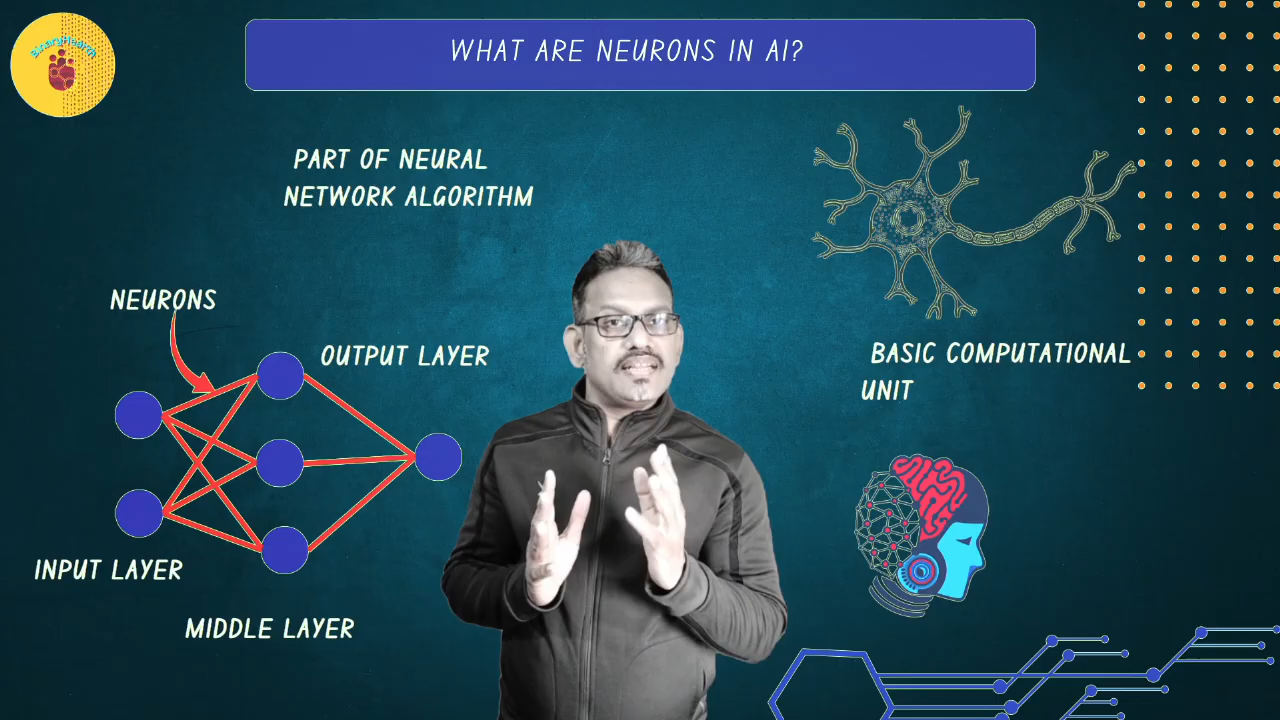 BinaryHearth
WHAT ARE NEURONS IN AI?
PART OF NEURAL
NETWORK ALGORITHM
NEURONS
OUTPUT LAYER
BASIC COMPUTATIONAL
UNIT
INPUT LAYER
MIDDLE LAYER